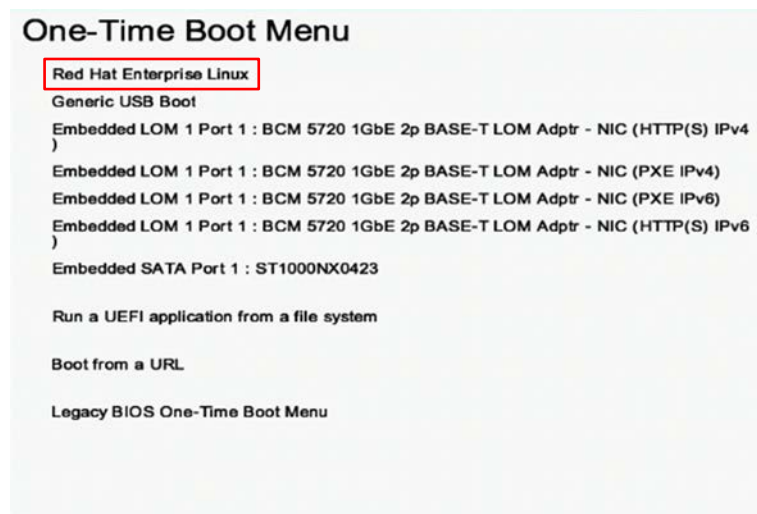 One-Time Boot Menu
Red Hat Enterprise Linux
Generic USB Boot
Embedded LOM 1 Port 1 : BCM 5720 1GbE 2p BASE-T LOM Adptr - NIC (HTTP(S) IPv4
)
Embedded LOM 1 Port 1 : BCM 5720 1GbE 2p BASE-T LOM Adptr - NIC (PXE IPv4)
Embedded LOM 1 Port 1 : BCM 5720 1GbE 2p BASE-T LOM Adptr - NIC (PXE IPv6)
Embedded LOM 1 Port 1 : BCM 5720 1GbE 2p BASE-T LOM Adptr - NIC (HTTP(S) IPv6
)
Embedded SATA Port 1 : ST1000NX0423
Run a UEFI application from a file system
Boot from a URL
Legacy BIOS One-Time Boot Menu